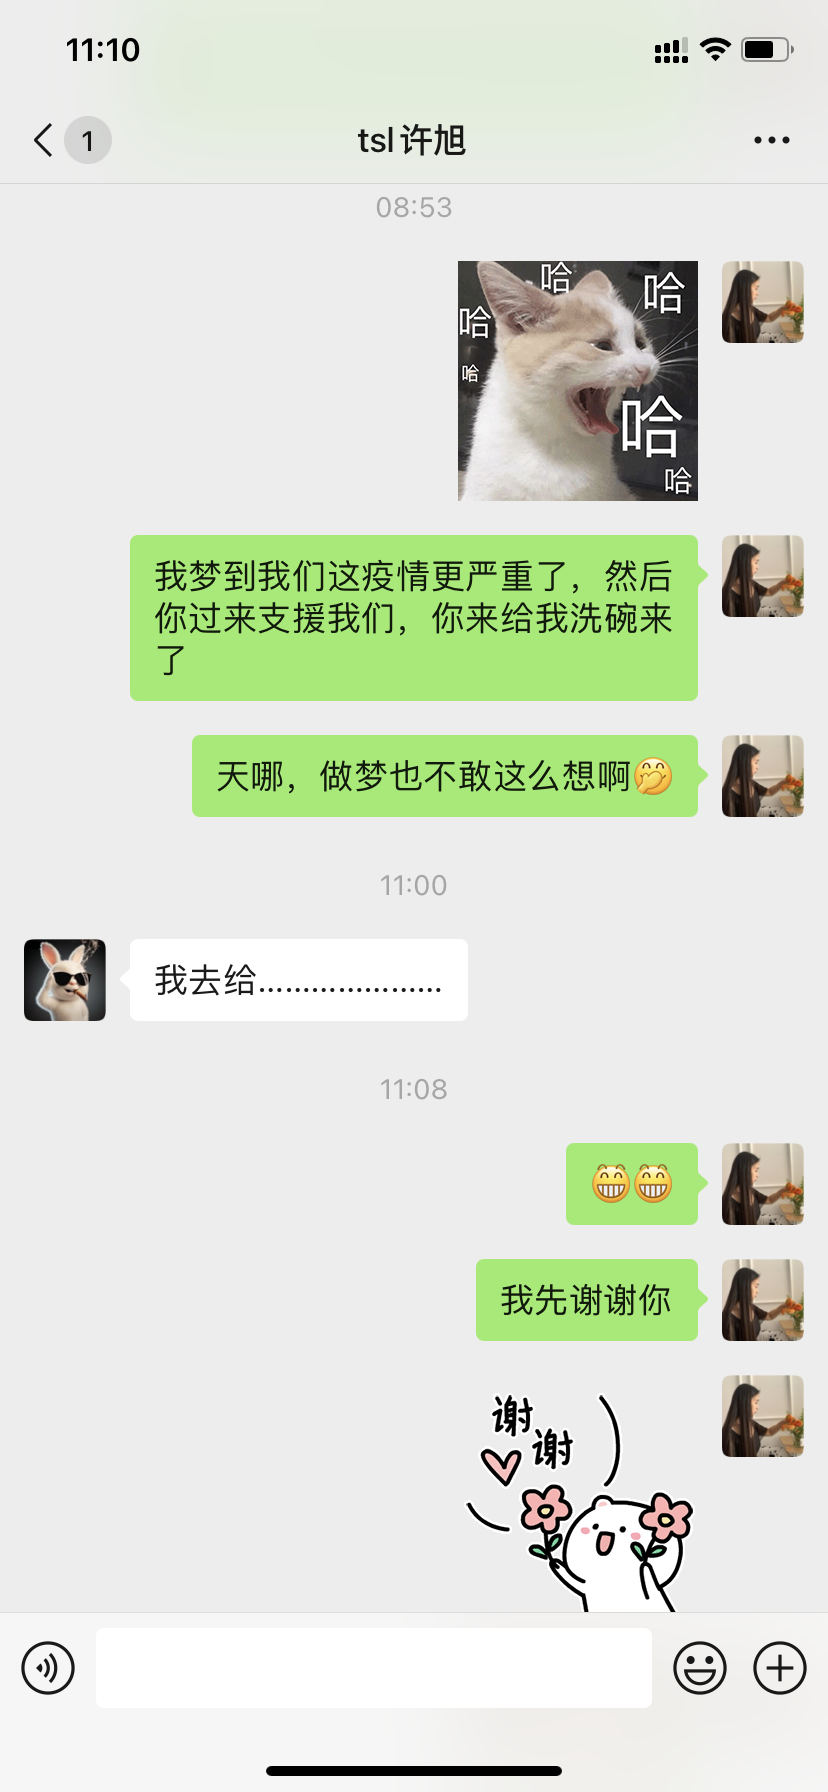 11:10
1
tsl许旭
08:53
哈
哈
哈
哈
哈
哈
我梦到我们这疫情更严重了，然后
你过来支援我们，你来给我洗碗来
了
天哪，做梦也不敢这么想啊🤭
11:00
我去给………………….
11:08
😁😁
我先谢谢你
谢
谢